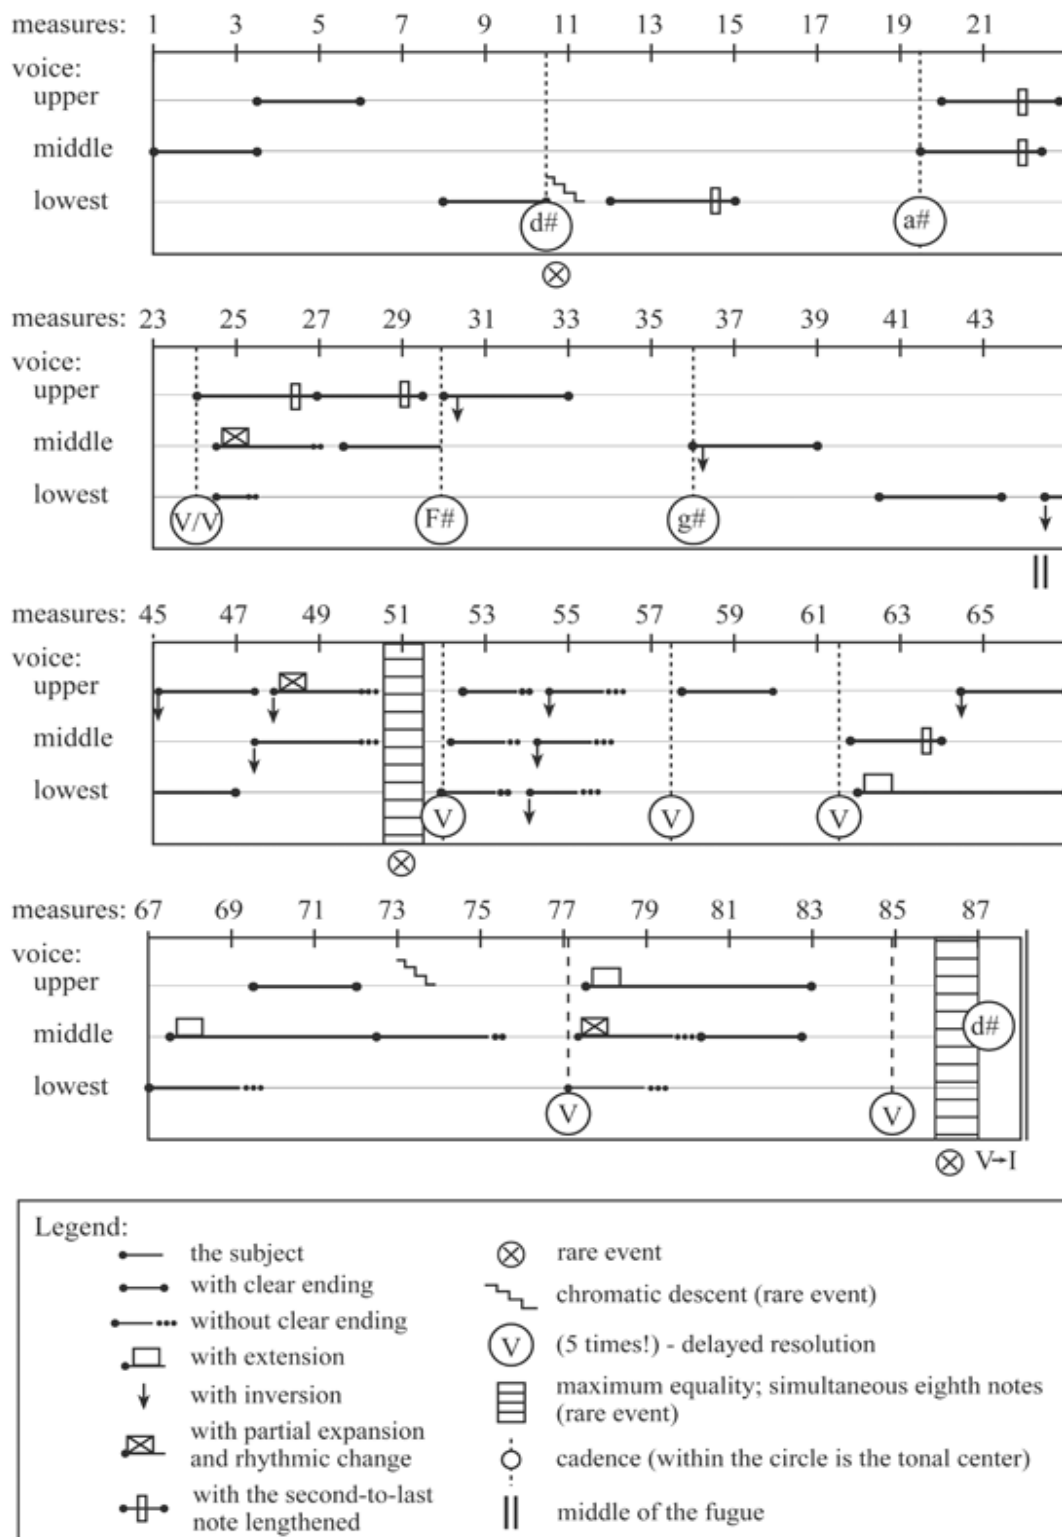 measures: 1 3 5 7 9 11 13 15 17 19 21
voice:
upper
middle
lowest
d#
a#
measures: 23 25 27 29 31 33 35 37 39 41 43
voice:
upper
middle
lowest
V/V
F#
g#
measures: 45 47 49 51 53 55 57 59 61 63 65
voice:
upper
middle
lowest
V
V
V
measures: 67 69 71 73 75 77 79 81 83 85 87
voice:
upper
middle
d#
lowest
V
V
V→I
Legend:
the subject
with clear ending
without clear ending
with extension
with inversion
with partial expansion
and rhythmic change
with the second-to-last
note lengthened
rare event
chromatic descent (rare event)
V (5 times!) - delayed resolution
maximum equality; simultaneous eighth notes
(rare event)
cadence (within the circle is the tonal center)
middle of the fugue